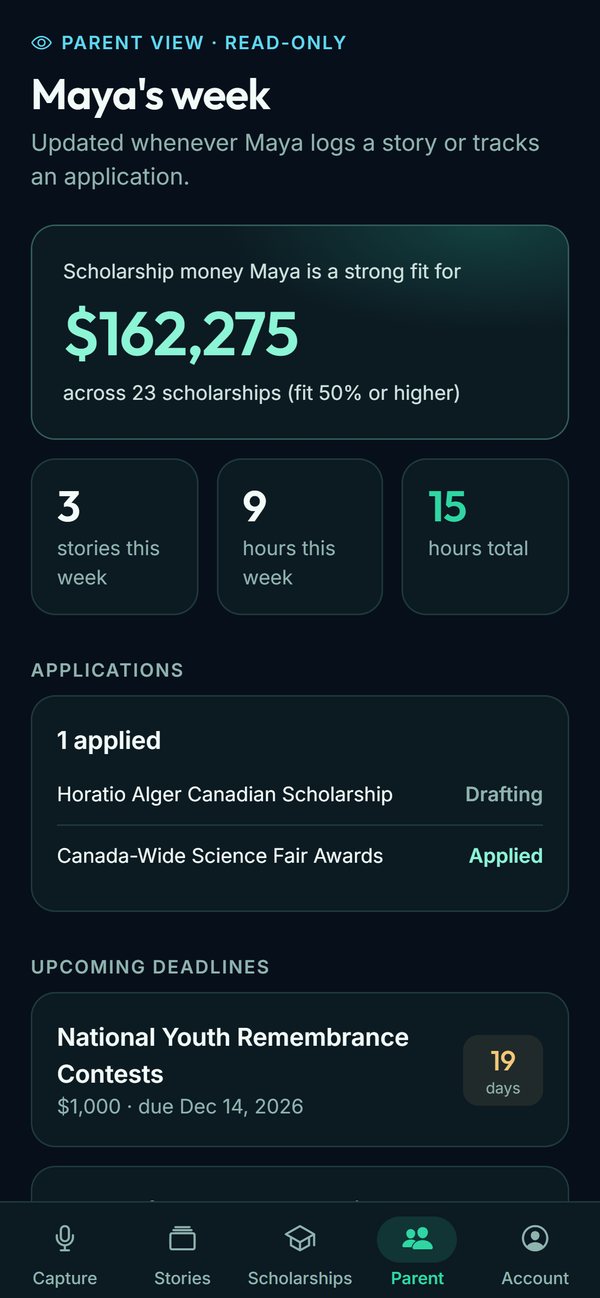 PARENT VIEW · READ-ONLY
Maya's week
Updated whenever Maya logs a story or tracks
an application.
Scholarship money Maya is a strong fit for
$162,275
across 23 scholarships (fit 50% or higher)
3
stories this
week
9
hours this
week
15
hours total
APPLICATIONS
1 applied
Horatio Alger Canadian Scholarship
Drafting
Canada-Wide Science Fair Awards
Applied
UPCOMING DEADLINES
National Youth Remembrance
Contests
$1,000 · due Dec 14, 2026
19
days
Capture
Stories
Scholarships
Parent
Account